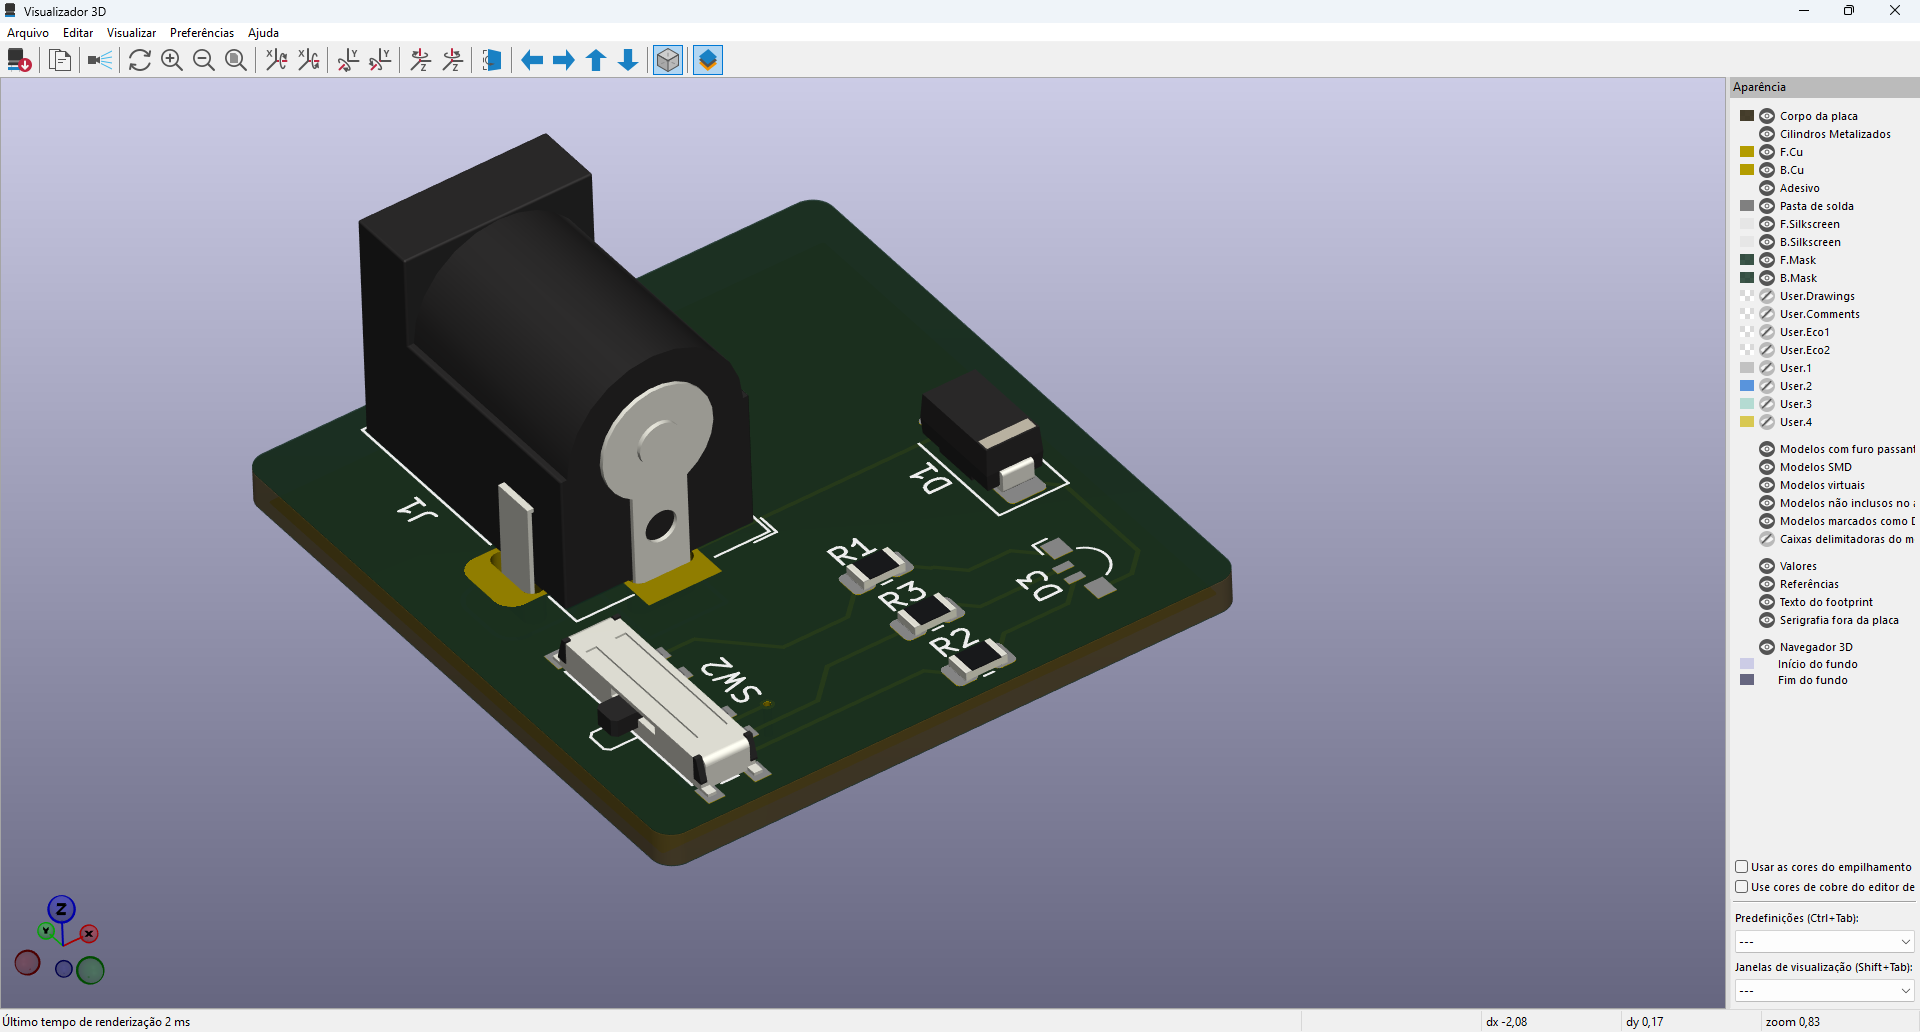 Visualizador 3D
Arquivo Editar Visualizar Preferências Ajuda
Aparência
Corpo da placa
Cilindros Metalizados
F.Cu
B.Cu
Adesivo
Pasta de solda
F.Silkscreen
B.Silkscreen
F.Mask
B.Mask
User.Drawings
User.Comments
User.Eco1
User.Eco2
User.1
User.2
User.3
User.4
Modelos com furo passant
Modelos SMD
Modelos virtuais
Modelos não inclusos no
Modelos marcados como D
Caixas delimitadoras do m
Valores
Referências
Texto do footprint
Serigrafia fora da placa
Navegador 3D
Início do fundo
Fim do fundo
Usar as cores do empilhamento
Use cores de cobre do editor de
Predefinições (Ctrl+Tab):
---
Janelas de visualização (Shift+Tab):
---
J1
D1
R1
R3
D3
R2
SW2
Z
Y
X
Último tempo de renderização 2 ms
dx -2,08
dy 0,17
zoom 0,83